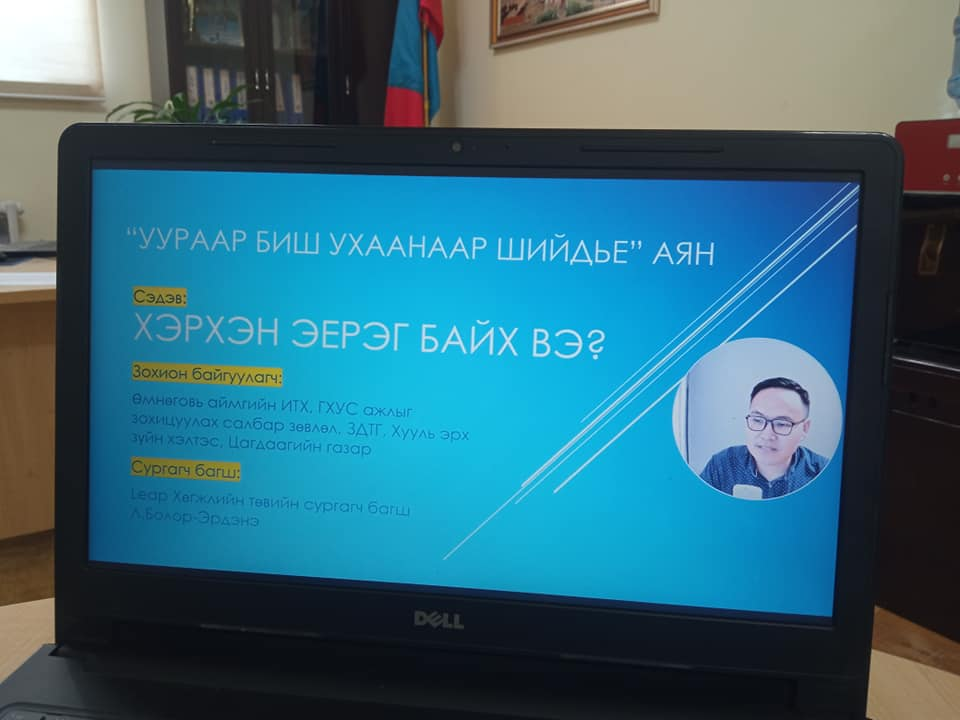 “УУРААР БИШ УХААНААР ШИЙДЬЕ” АЯН
Сэдэв:
ХЭРХЭН ЭЕРЭГ БАЙХ ВЭ?
Зохион байгуулагч:
Өмнөговь аймгийн ИТХ, ГХУС ажлыг
зохицуулах салбар зөвлөл, ЗДТГ, Хууль эрх
зүйн хэлтэс, Цагдаагийн газар
Сургагч багш:
Leap Хөгжлийн төвийн сургагч багш
Л.Болор-Эрдэнэ
DELL